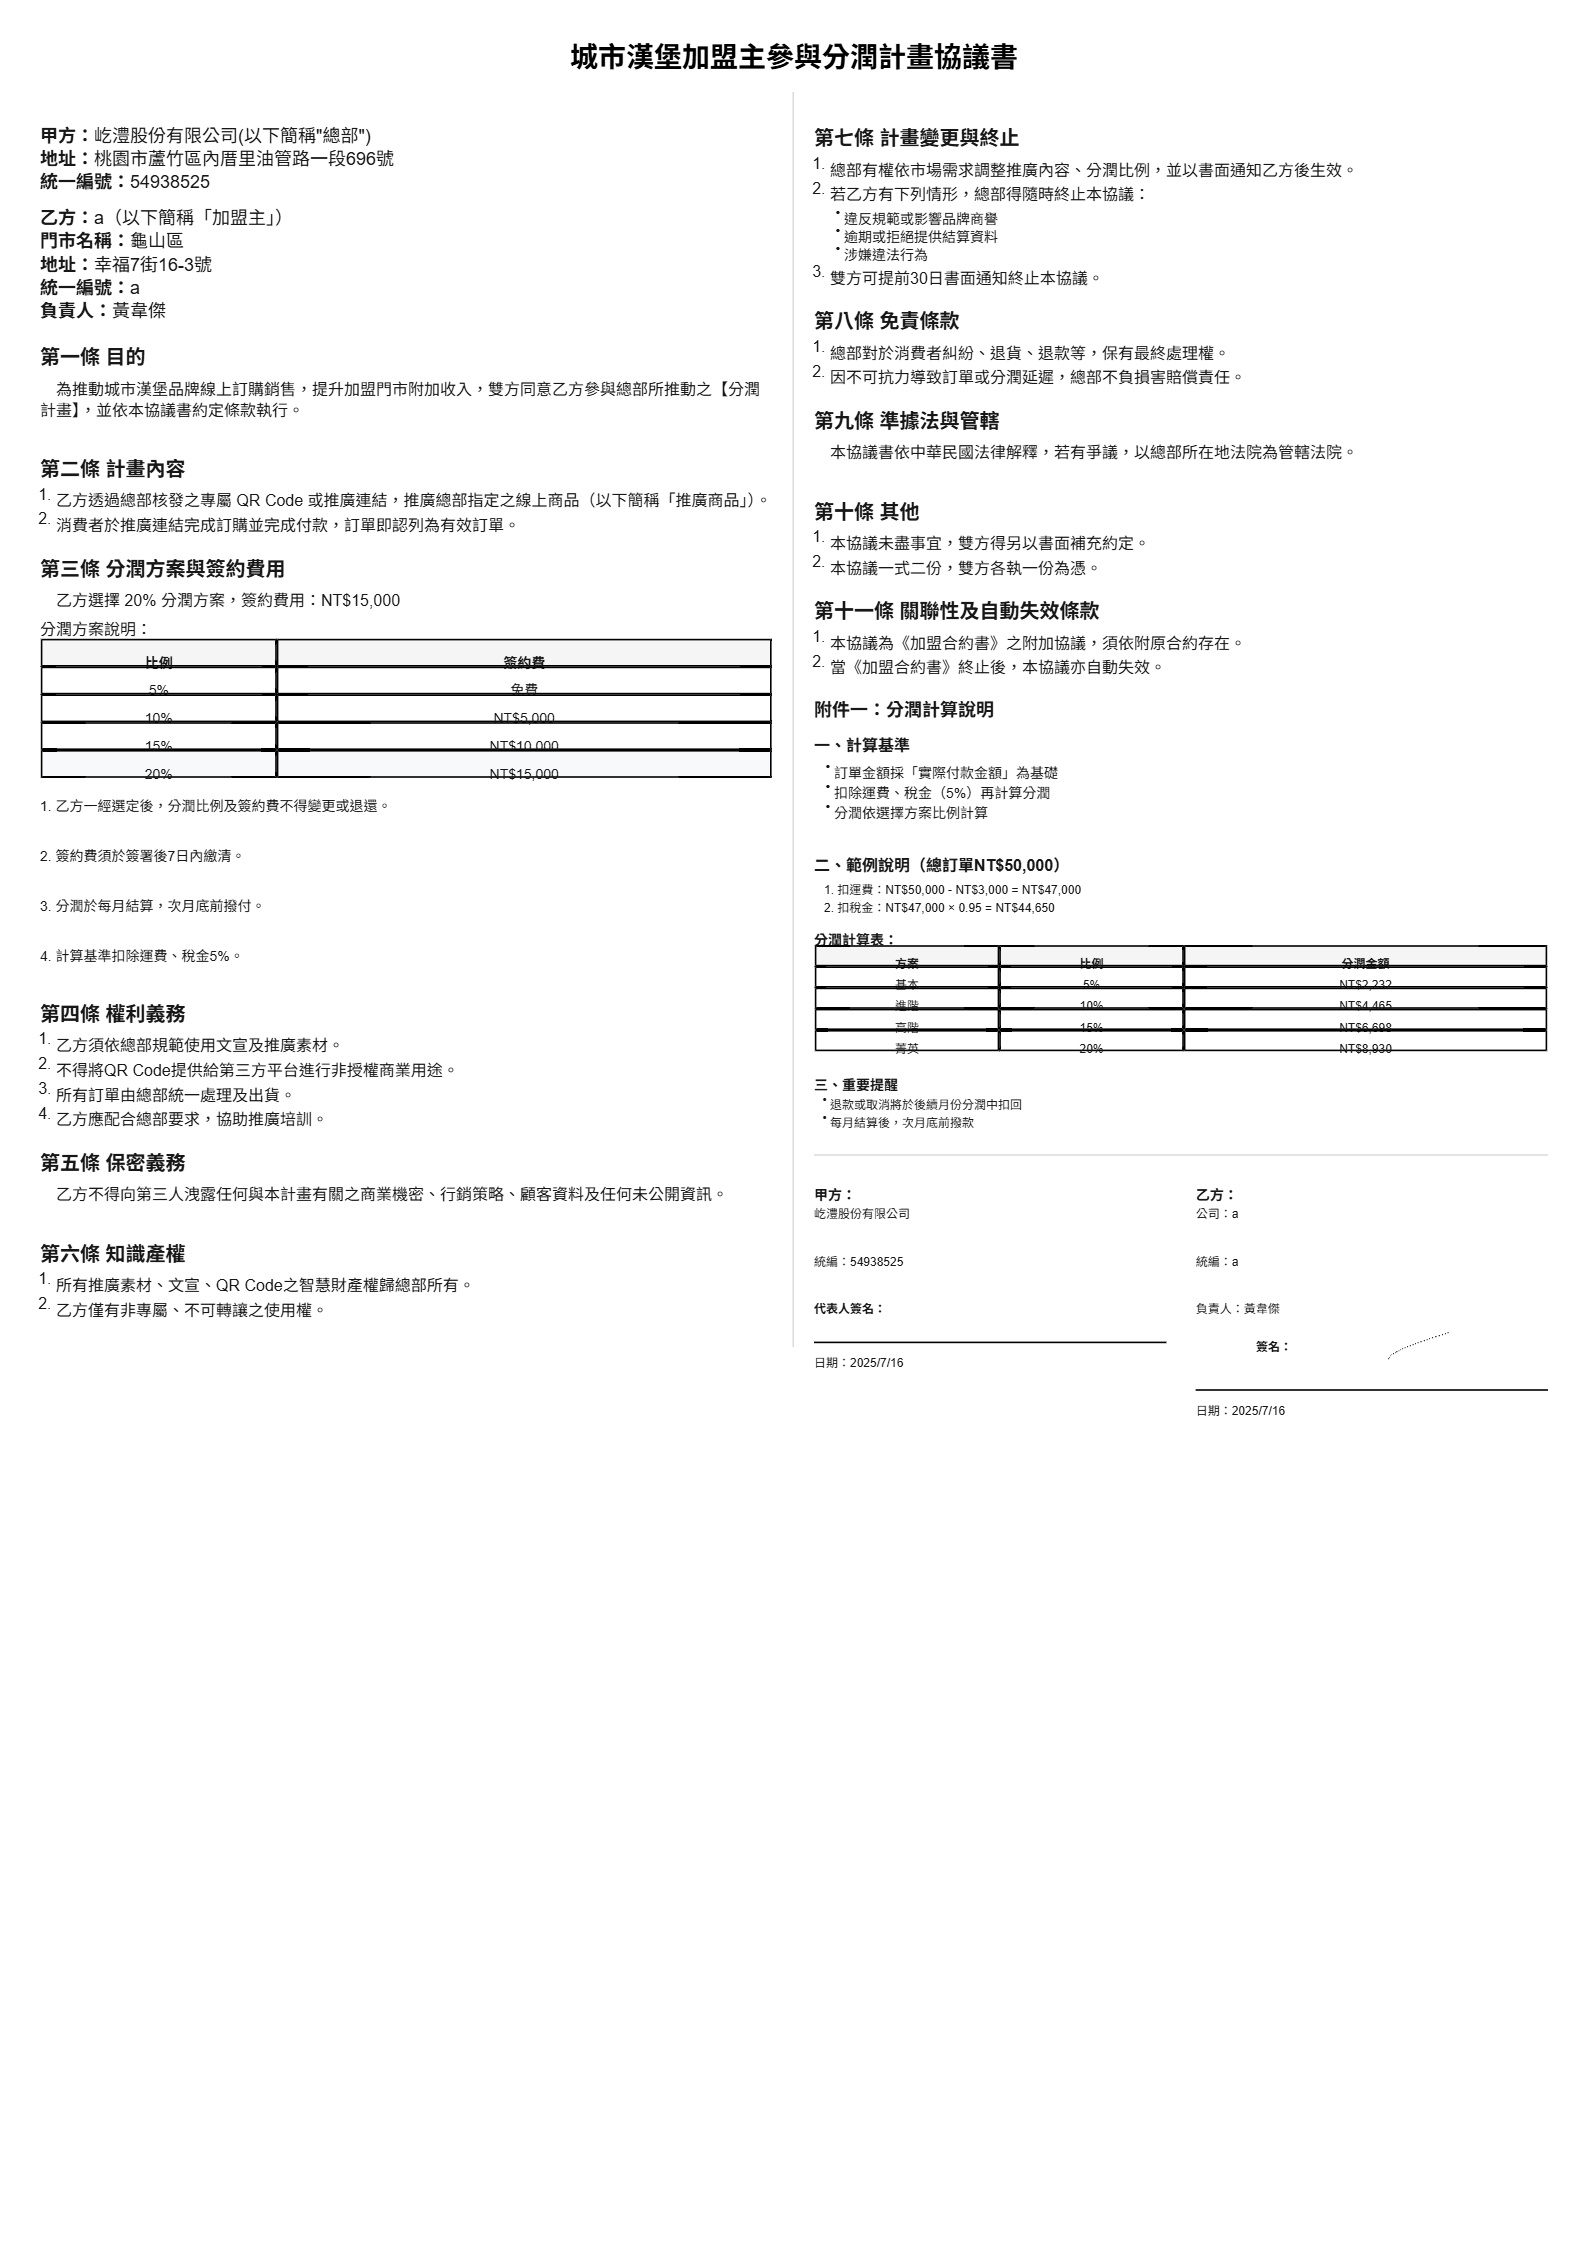 城市漢堡加盟主參與分潤計畫協議書
甲方：屹澧股份有限公司(以下簡稱"總部")
地址：桃園市蘆竹區內厝里油管路一段696號
統一編號：54938525
乙方：a（以下簡稱「加盟主」）
門市名稱：龜山區
地址：幸福7街16-3號
統一編號：a
負責人：黃韋傑
第一條 目的
為推動城市漢堡品牌線上訂購銷售，提升加盟門市附加收入，雙方同意乙方參與總部所推動之【分潤
計畫】，並依本協議書約定條款執行。
第二條 計畫內容
1. 乙方透過總部核發之專屬 QR Code 或推廣連結，推廣總部指定之線上商品（以下簡稱「推廣商品」）。
2. 消費者於推廣連結完成訂購並完成付款，訂單即認列為有效訂單。
第三條 分潤方案與簽約費用
乙方選擇 20% 分潤方案，簽約費用：NT$15,000
分潤方案說明：
比例 簽約費
5% 免費
10% NT$5,000
15% NT$10,000
20% NT$15,000
1. 乙方一經選定後，分潤比例及簽約費不得變更或退還。
2. 簽約費須於簽署後7日內繳清。
3. 分潤於每月結算，次月底前撥付。
4. 計算基準扣除運費、稅金5%。
第四條 權利義務
1. 乙方須依總部規範使用文宣及推廣素材。
2. 不得將QR Code提供給第三方平台進行非授權商業用途。
3. 所有訂單由總部統一處理及出貨。
4. 乙方應配合總部要求，協助推廣培訓。
第五條 保密義務
乙方不得向第三人洩露任何與本計畫有關之商業機密、行銷策略、顧客資料及任何未公開資訊。
第六條 知識產權
1. 所有推廣素材、文宣、QR Code之智慧財產權歸總部所有。
2. 乙方僅有非專屬、不可轉讓之使用權。
第七條 計畫變更與終止
1. 總部有權依市場需求調整推廣內容、分潤比例，並以書面通知乙方後生效。
2. 若乙方有下列情形，總部得隨時終止本協議：
• 違反規範或影響品牌商譽
• 逾期或拒絕提供結算資料
• 涉嫌違法行為
3. 雙方可提前30日書面通知終止本協議。
第八條 免責條款
1. 總部對於消費者糾紛、退貨、退款等，保有最終處理權。
2. 因不可抗力導致訂單或分潤延遲，總部不負損害賠償責任。
第九條 準據法與管轄
本協議書依中華民國法律解釋，若有爭議，以總部所在地法院為管轄法院。
第十條 其他
1. 本協議未盡事宜，雙方得另以書面補充約定。
2. 本協議一式二份，雙方各執一份為憑。
第十一條 關聯性及自動失效條款
1. 本協議為《加盟合約書》之附加協議，須依附原合約存在。
2. 當《加盟合約書》終止後，本協議亦自動失效。
附件一：分潤計算說明
一、計算基準
• 訂單金額採「實際付款金額」為基礎
• 扣除運費、稅金（5%）再計算分潤
• 分潤依選擇方案比例計算
二、範例說明（總訂單NT$50,000）
1. 扣運費：NT$50,000 - NT$3,000 = NT$47,000
2. 扣稅金：NT$47,000 × 0.95 = NT$44,650
分潤計算表：
方案 比例 分潤金額
基本 5% NT$2,232
進階 10% NT$4,465
高階 15% NT$6,698
菁英 20% NT$8,930
三、重要提醒
• 退款或取消將於後續月份分潤中扣回
• 每月結算後，次月底前撥款
甲方：
屹澧股份有限公司
統編：54938525
代表人簽名：
日期：2025/7/16
乙方：
公司：a
統編：a
負責人：黃韋傑
簽名：
日期：2025/7/16